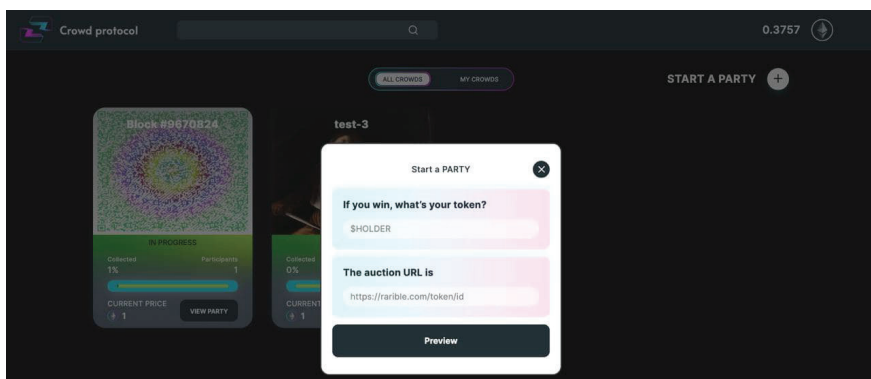 Crowd protocol
0.3757
ALL CROWDS
MY CROWDS
START A PARTY
Block #9670824
IN PROGRESS
Collected
Participants
1%
1
CURRENT PRICE
1
VIEW PARTY
test-3
Collected
0%
CURRENT
1
Start a PARTY
If you win, what's your token?
$HOLDER
The auction URL is
https://rarible.com/token/id
Preview